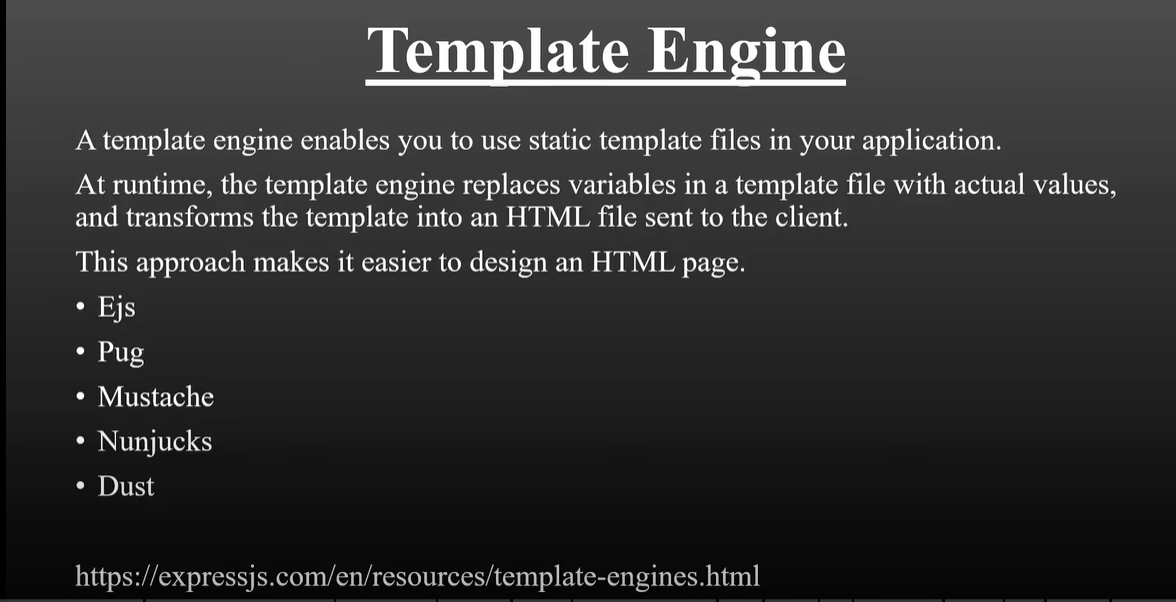 Template Engine
A template engine enables you to use static template files in your application.
At runtime, the template engine replaces variables in a template file with actual values,
and transforms the template into an HTML file sent to the client.
This approach makes it easier to design an HTML page.
• Ejs
• Pug
• Mustache
• Nunjucks
• Dust
https://expressjs.com/en/resources/template-engines.html